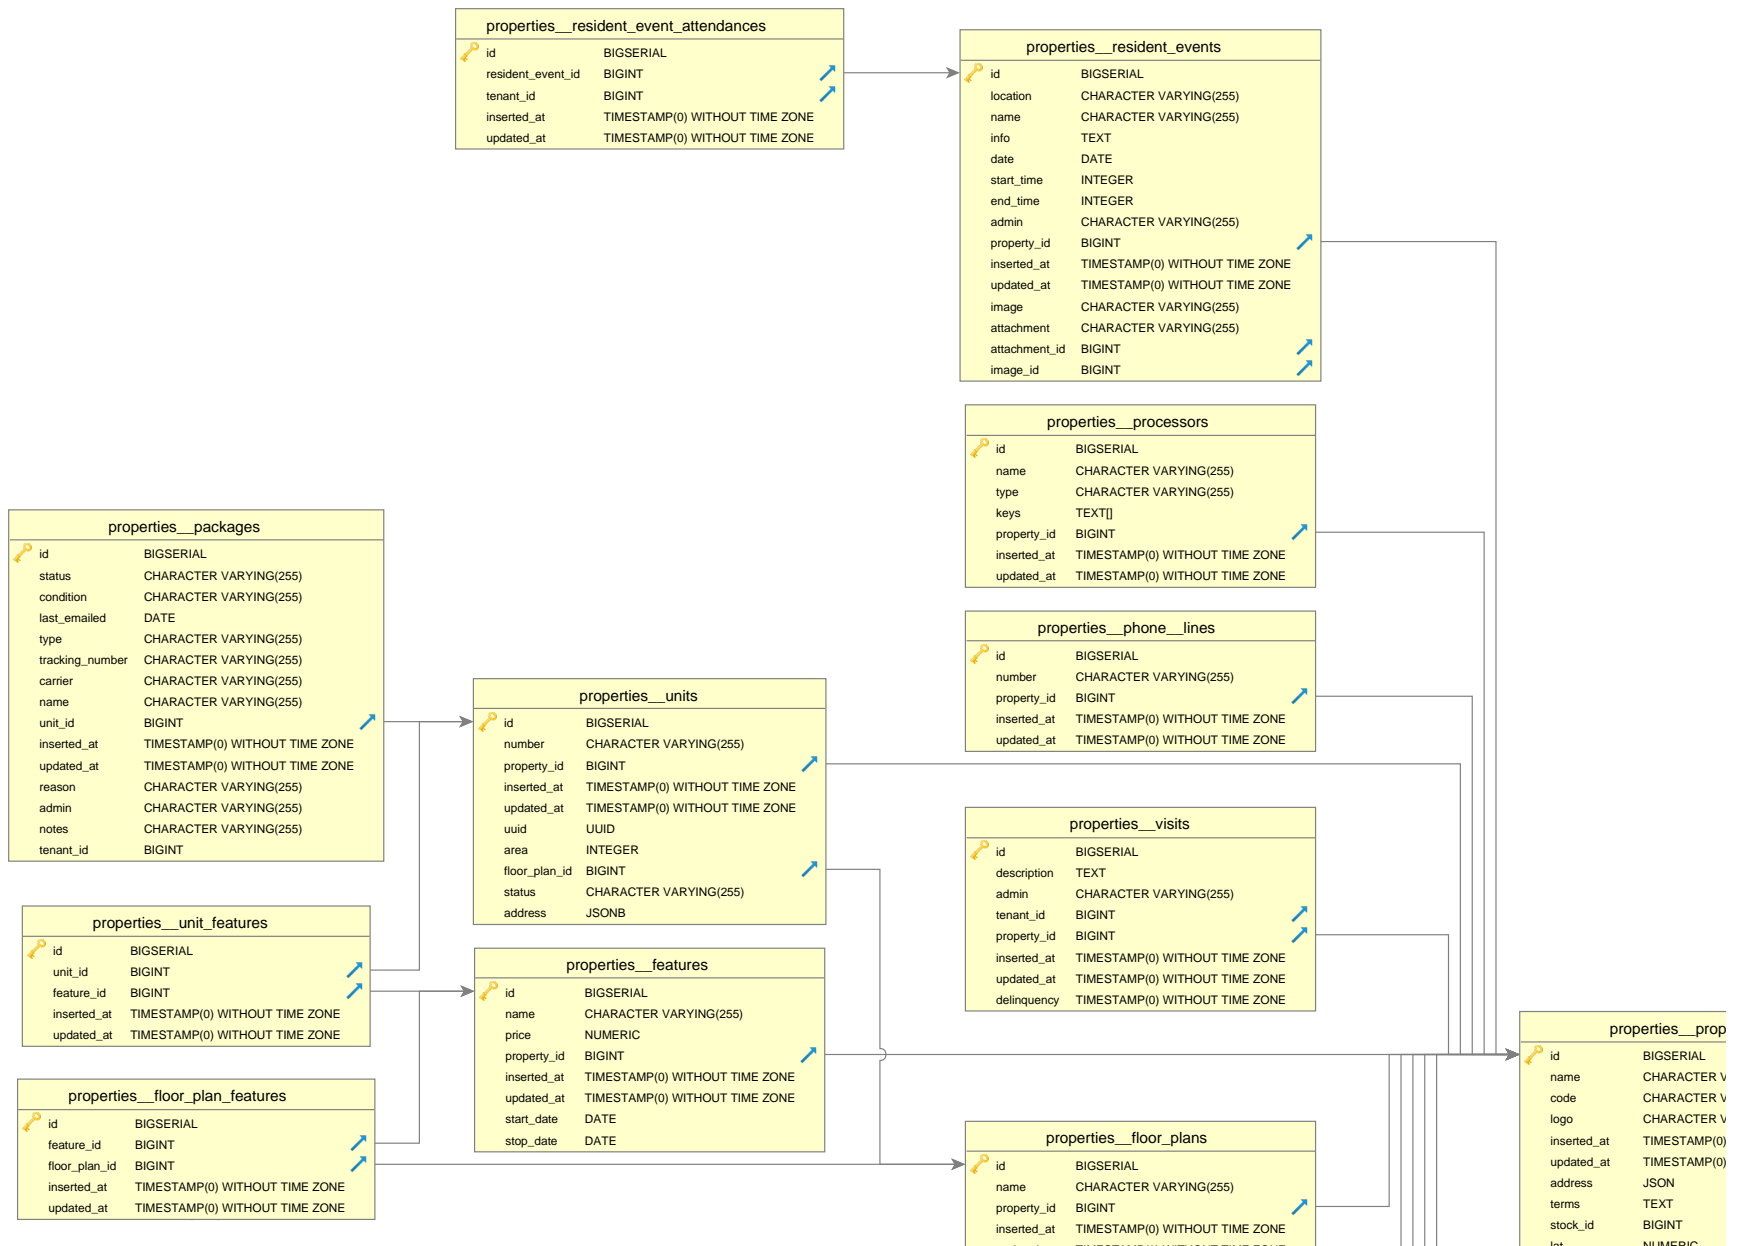 properties__resident_event_attendances
id BIGSERIAL
resident_event_id BIGINT
tenant_id BIGINT
inserted_at TIMESTAMP(0) WITHOUT TIME ZONE
updated_at TIMESTAMP(0) WITHOUT TIME ZONE
properties__resident_events
id BIGSERIAL
location CHARACTER VARYING(255)
name CHARACTER VARYING(255)
info TEXT
date DATE
start_time INTEGER
end_time INTEGER
admin CHARACTER VARYING(255)
property_id BIGINT
inserted_at TIMESTAMP(0) WITHOUT TIME ZONE
updated_at TIMESTAMP(0) WITHOUT TIME ZONE
image CHARACTER VARYING(255)
attachment CHARACTER VARYING(255)
attachment_id BIGINT
image_id BIGINT
properties__processors
id BIGSERIAL
name CHARACTER VARYING(255)
type CHARACTER VARYING(255)
keys TEXT[]
property_id BIGINT
inserted_at TIMESTAMP(0) WITHOUT TIME ZONE
updated_at TIMESTAMP(0) WITHOUT TIME ZONE
properties__packages
id BIGSERIAL
status CHARACTER VARYING(255)
condition CHARACTER VARYING(255)
last_emailed DATE
type CHARACTER VARYING(255)
tracking_number CHARACTER VARYING(255)
carrier CHARACTER VARYING(255)
name CHARACTER VARYING(255)
unit_id BIGINT
inserted_at TIMESTAMP(0) WITHOUT TIME ZONE
updated_at TIMESTAMP(0) WITHOUT TIME ZONE
reason CHARACTER VARYING(255)
admin CHARACTER VARYING(255)
notes CHARACTER VARYING(255)
tenant_id BIGINT
properties__phone__lines
id BIGSERIAL
number CHARACTER VARYING(255)
property_id BIGINT
inserted_at TIMESTAMP(0) WITHOUT TIME ZONE
updated_at TIMESTAMP(0) WITHOUT TIME ZONE
properties__units
id BIGSERIAL
number CHARACTER VARYING(255)
property_id BIGINT
inserted_at TIMESTAMP(0) WITHOUT TIME ZONE
updated_at TIMESTAMP(0) WITHOUT TIME ZONE
uuid UUID
area INTEGER
floor_plan_id BIGINT
status CHARACTER VARYING(255)
address JSONB
properties__visits
id BIGSERIAL
description TEXT
admin CHARACTER VARYING(255)
tenant_id BIGINT
property_id BIGINT
inserted_at TIMESTAMP(0) WITHOUT TIME ZONE
updated_at TIMESTAMP(0) WITHOUT TIME ZONE
delinquency TIMESTAMP(0) WITHOUT TIME ZONE
properties__unit_features
id BIGSERIAL
unit_id BIGINT
feature_id BIGINT
inserted_at TIMESTAMP(0) WITHOUT TIME ZONE
updated_at TIMESTAMP(0) WITHOUT TIME ZONE
properties__features
id BIGSERIAL
name CHARACTER VARYING(255)
price NUMERIC
property_id BIGINT
inserted_at TIMESTAMP(0) WITHOUT TIME ZONE
updated_at TIMESTAMP(0) WITHOUT TIME ZONE
start_date DATE
stop_date DATE
properties__floor_plan_features
id BIGSERIAL
feature_id BIGINT
floor_plan_id BIGINT
inserted_at TIMESTAMP(0) WITHOUT TIME ZONE
updated_at TIMESTAMP(0) WITHOUT TIME ZONE
properties__floor_plans
id BIGSERIAL
name CHARACTER VARYING(255)
property_id BIGINT
inserted_at TIMESTAMP(0) WITHOUT TIME ZONE
properties__prop
id BIGSERIAL
name CHARACTER V
code CHARACTER V
logo CHARACTER V
inserted_at TIMESTAMP(0)
updated_at TIMESTAMP(0)
address JSON
terms TEXT
stock_id BIGINT